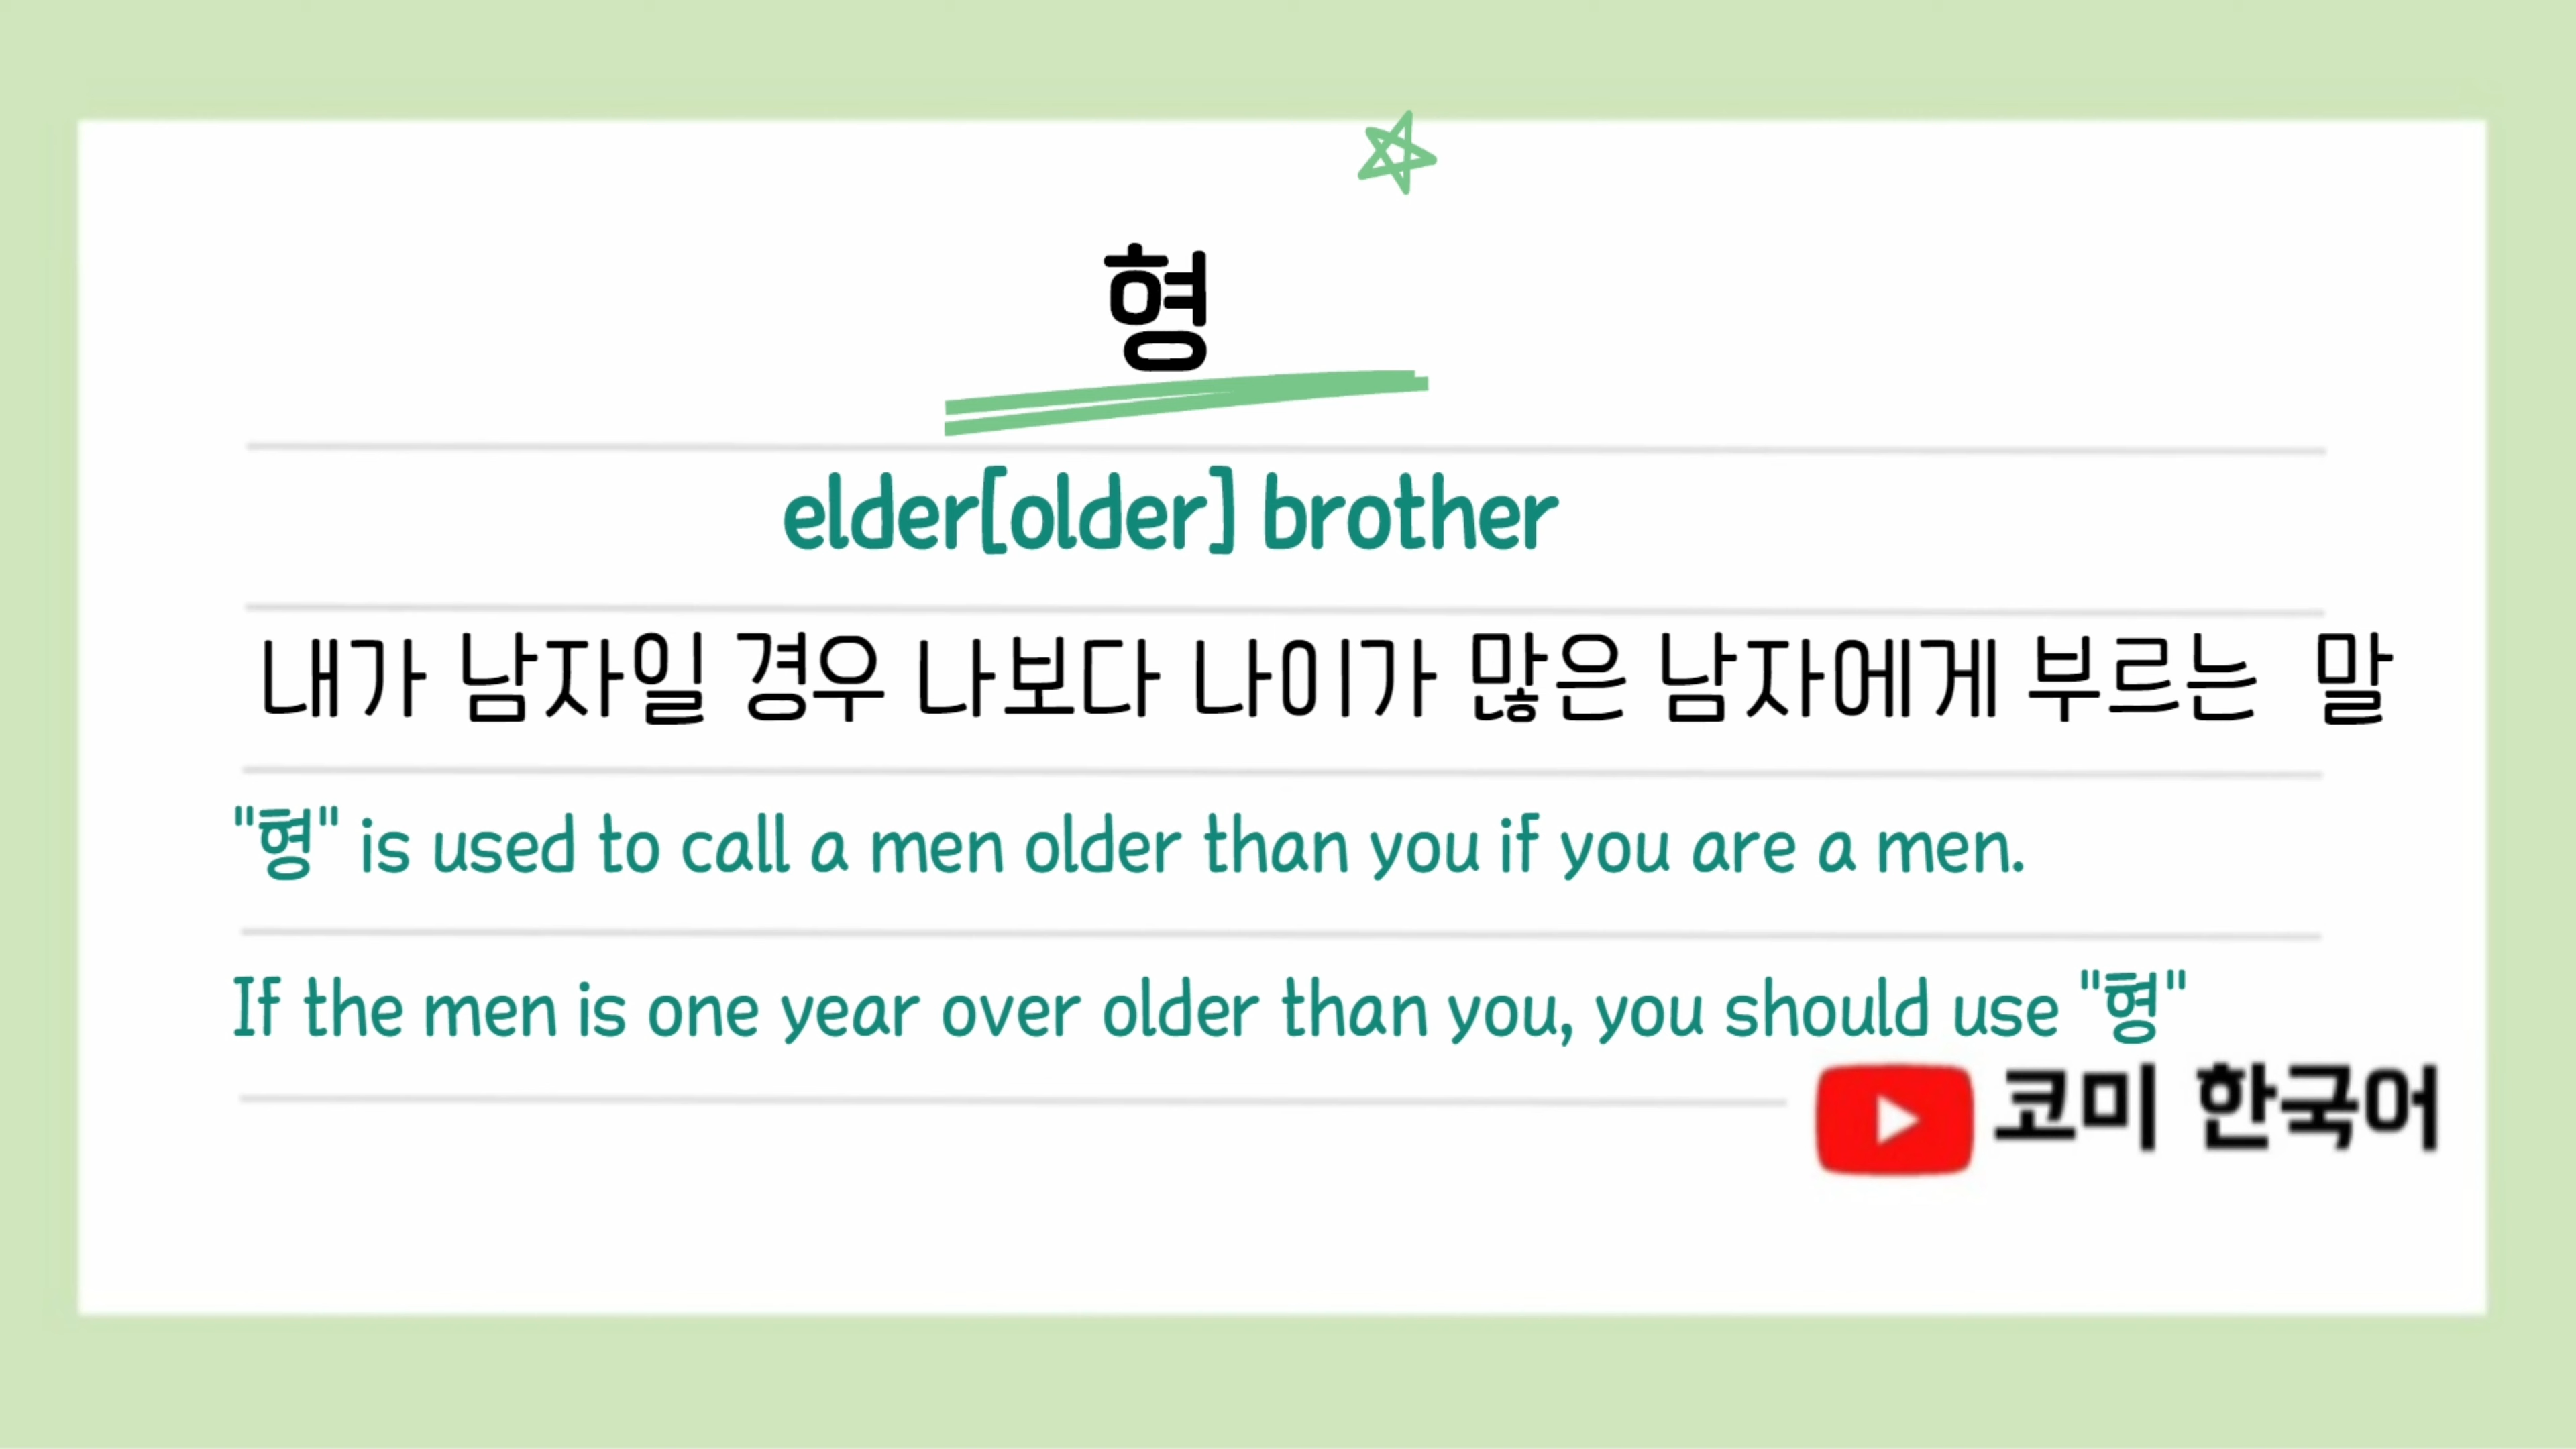 형
elder[older] brother
내가 남자일 경우 나보다 나이가 많은 남자에게 부르는 말
"형" is used to call a men older than you if you are a men.
If the men is one year over older than you, you should use "형"
코미 한국어